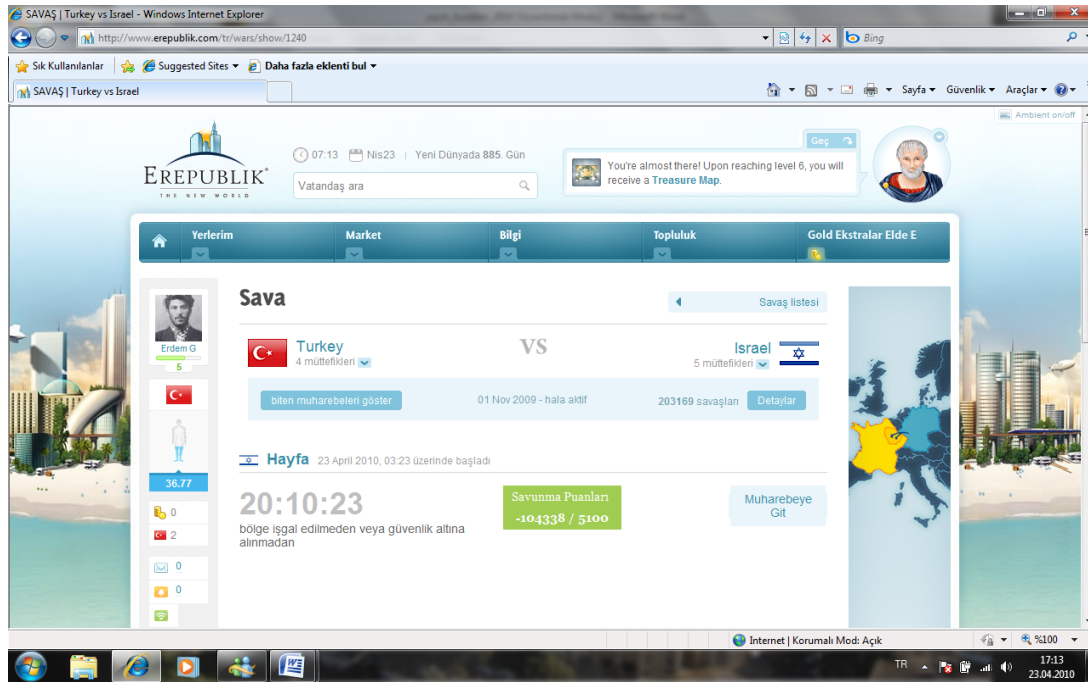 SAVAŞ | Turkey vs Israel - Windows Internet Explorer
http://www.erepublik.com/tr/wars/show/1240
Bing
Sık Kullanılanlar Suggested Sites Daha fazla eklenti bul
SAVAŞ | Turkey vs Israel
Sayfa Güvenlik Araçlar
Ambient on/off
EREPUBLIK
THE NEW WORLD
07:13 Nis23 | Yeni Dünyada 885. Gün
Vatandaş ara
Geç
You're almost there! Upon reaching level 6, you will
receive a Treasure Map.
Yerlerim Market Bilgi Topluluk Gold Ekstralar Elde E
Erdem G
5
36.77
0
2
0
0
Sava
Savaş listesi
Turkey
4 müttefikleri
VS
Israel
5 müttefikleri
biten muharebeleri göster
01 Nov 2009 - hala aktif
203169 savaşları
Detaylar
Hayfa 23 April 2010, 03:23 üzerinde başladı
20:10:23
bölge işgal edilmeden veya güvenlik altına
alınmadan
Savunma Puanları
-104338 / 5100
Muharebeye
Git
Internet | Korumalı Mod: Açık
%100
TR
17:13
23.04.2010